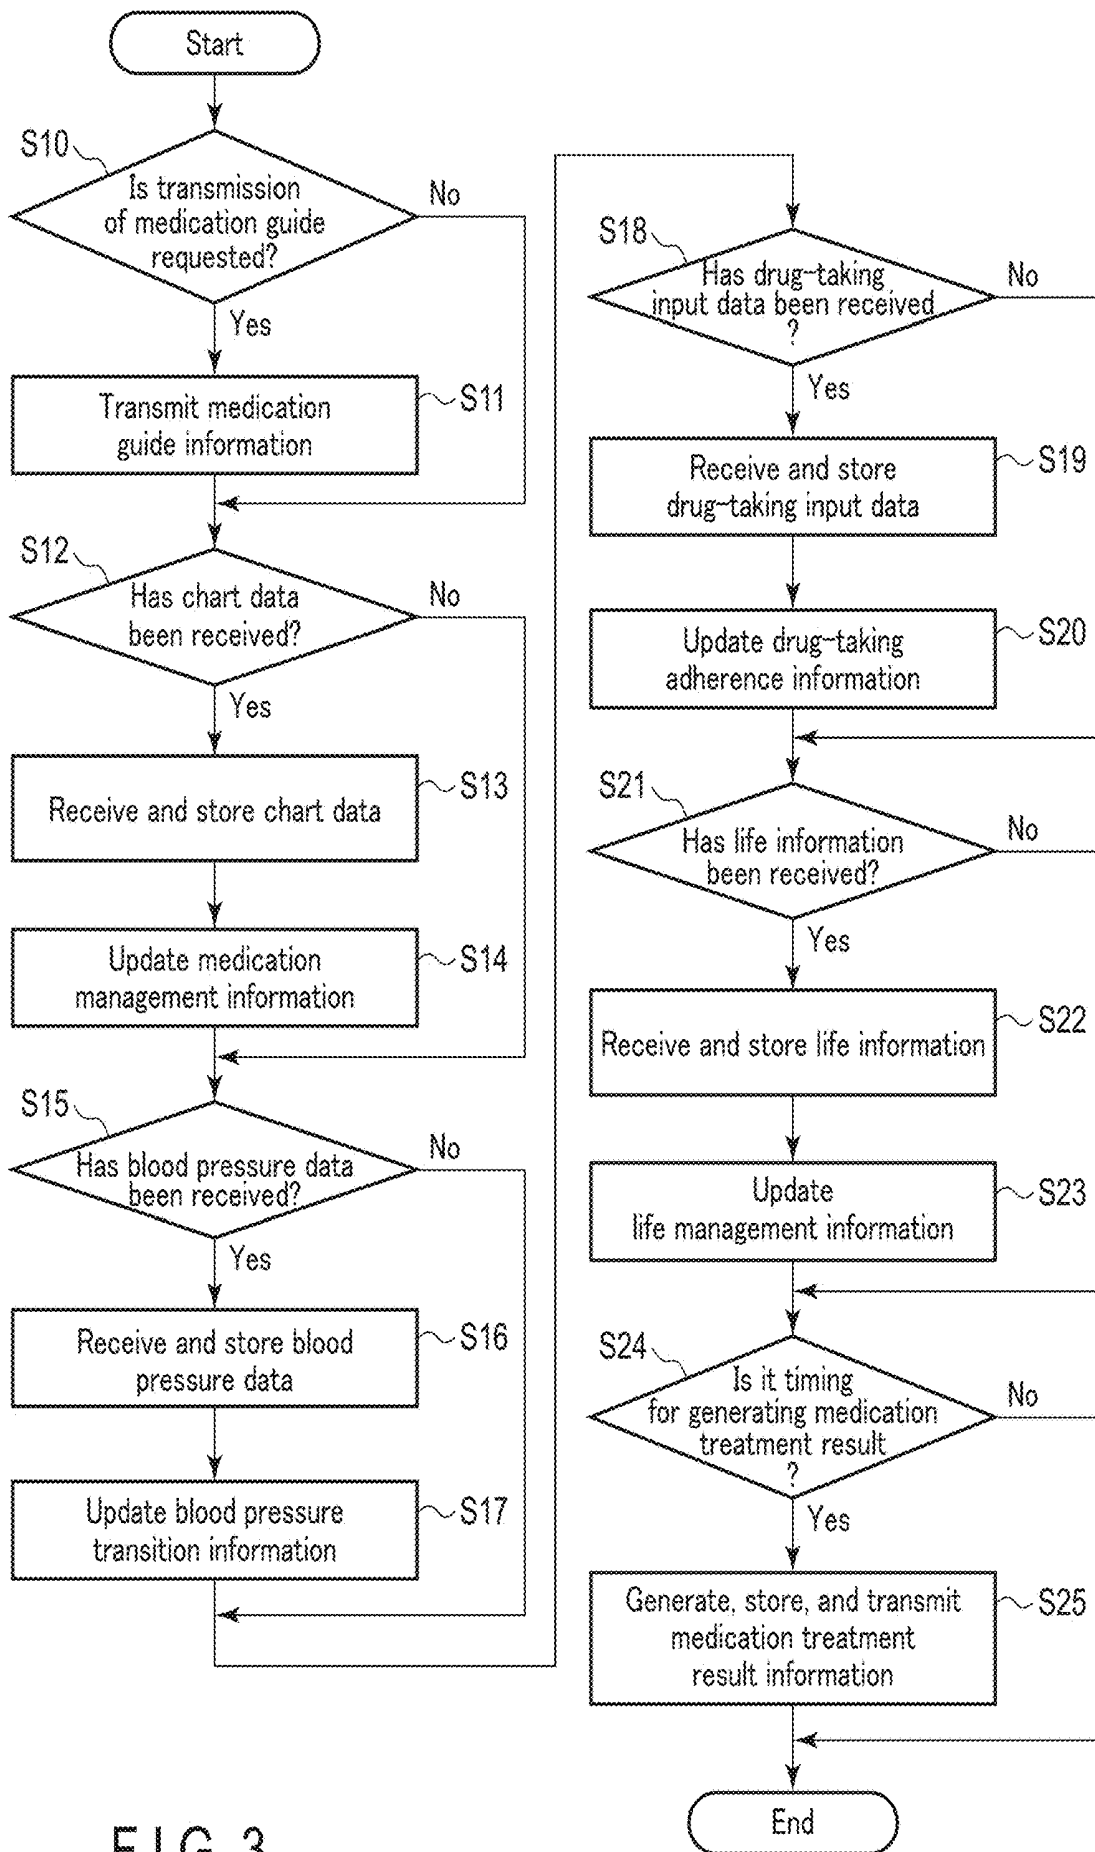 Start
S10
Is transmission
of medication guide
requested?
No
Yes
S11
Transmit medication
guide information
S12
Has chart data
been received?
No
Yes
S13
Receive and store chart data
S14
Update medication
management information
S15
Has blood pressure data
been received?
No
Yes
S16
Receive and store blood
pressure data
S17
Update blood pressure
transition information
S18
Has drug-taking
input data been received
?
No
Yes
S19
Receive and store
drug-taking input data
S20
Update drug-taking
adherence information
S21
Has life information
been received?
No
Yes
S22
Receive and store life information
S23
Update
life management information
S24
Is it timing
for generating medication
treatment result
?
No
Yes
S25
Generate, store, and transmit
medication treatment
result information
End
FIG. 3